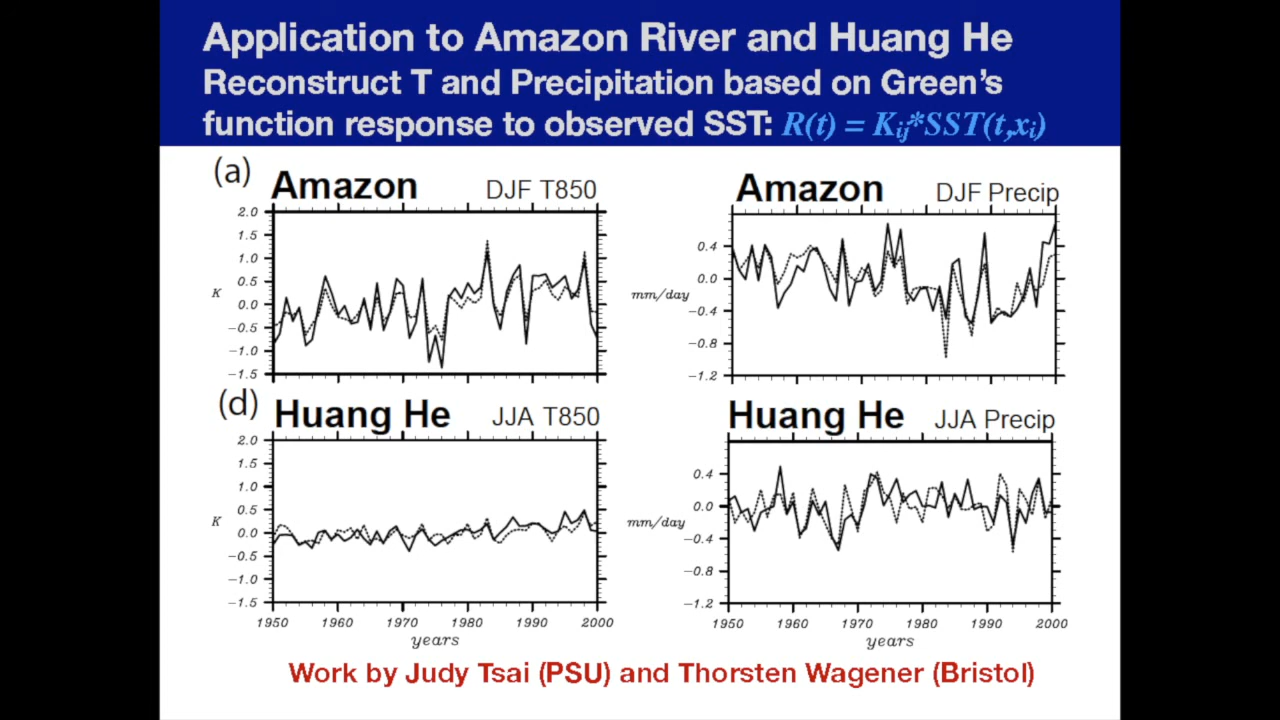 Application to Amazon River and Huang He
Reconstruct T and Precipitation based on Green's
function response to observed SST: R(t) = Kij*SST(t,xi)
(a)
Amazon DJF T850
2.0
1.5
1.0
0.5
0.0
−0.5
−1.0
−1.5
K
Amazon DJF Precip
0.4
0.0
−0.4
−0.8
−1.2
mm/day
(d)
Huang He JJA T850
2.0
1.5
1.0
0.5
0.0
−0.5
−1.0
−1.5
K
1950 1960 1970 1980 1990 2000
years
Huang He JJA Precip
0.4
0.0
−0.4
−0.8
−1.2
mm/day
1950 1960 1970 1980 1990 2000
years
Work by Judy Tsai (PSU) and Thorsten Wagener (Bristol)